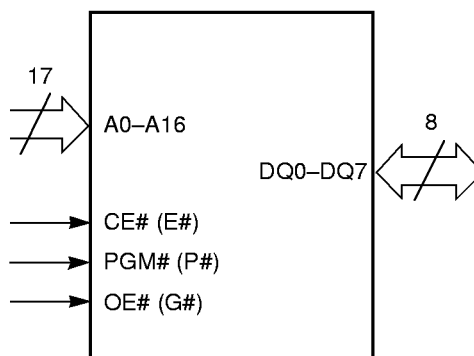 17
8
A0–A16
DQ0–DQ7
CE# (E#)
PGM# (P#)
OE# (G#)